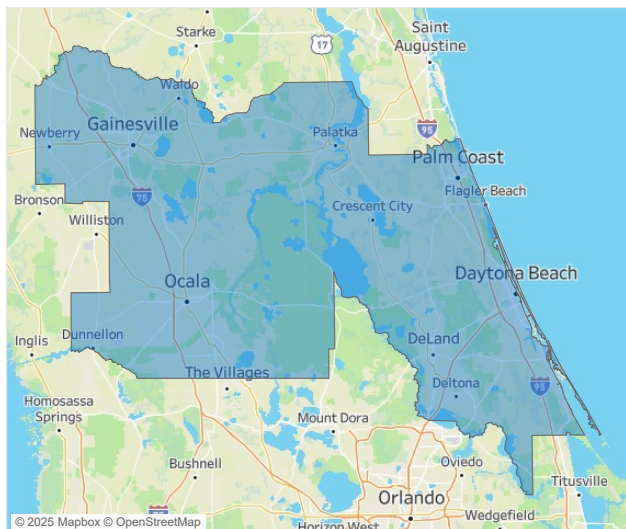 Starke
Saint
Augustine
17
Waldo
Gainesville
95
Newberry
Palatka
Palm Coast
75
Flagler Beach
Bronson
Crescent City
Williston
Ocala
Daytona Beach
Dunnellon
Inglis
DeLand
The Villages
Deltona
95
Homosassa
Springs
Mount Dora
Bushnell
Oviedo
Titusville
Orlando
Wedgefield
Horizon West
© 2025 Mapbox © OpenStreetMap